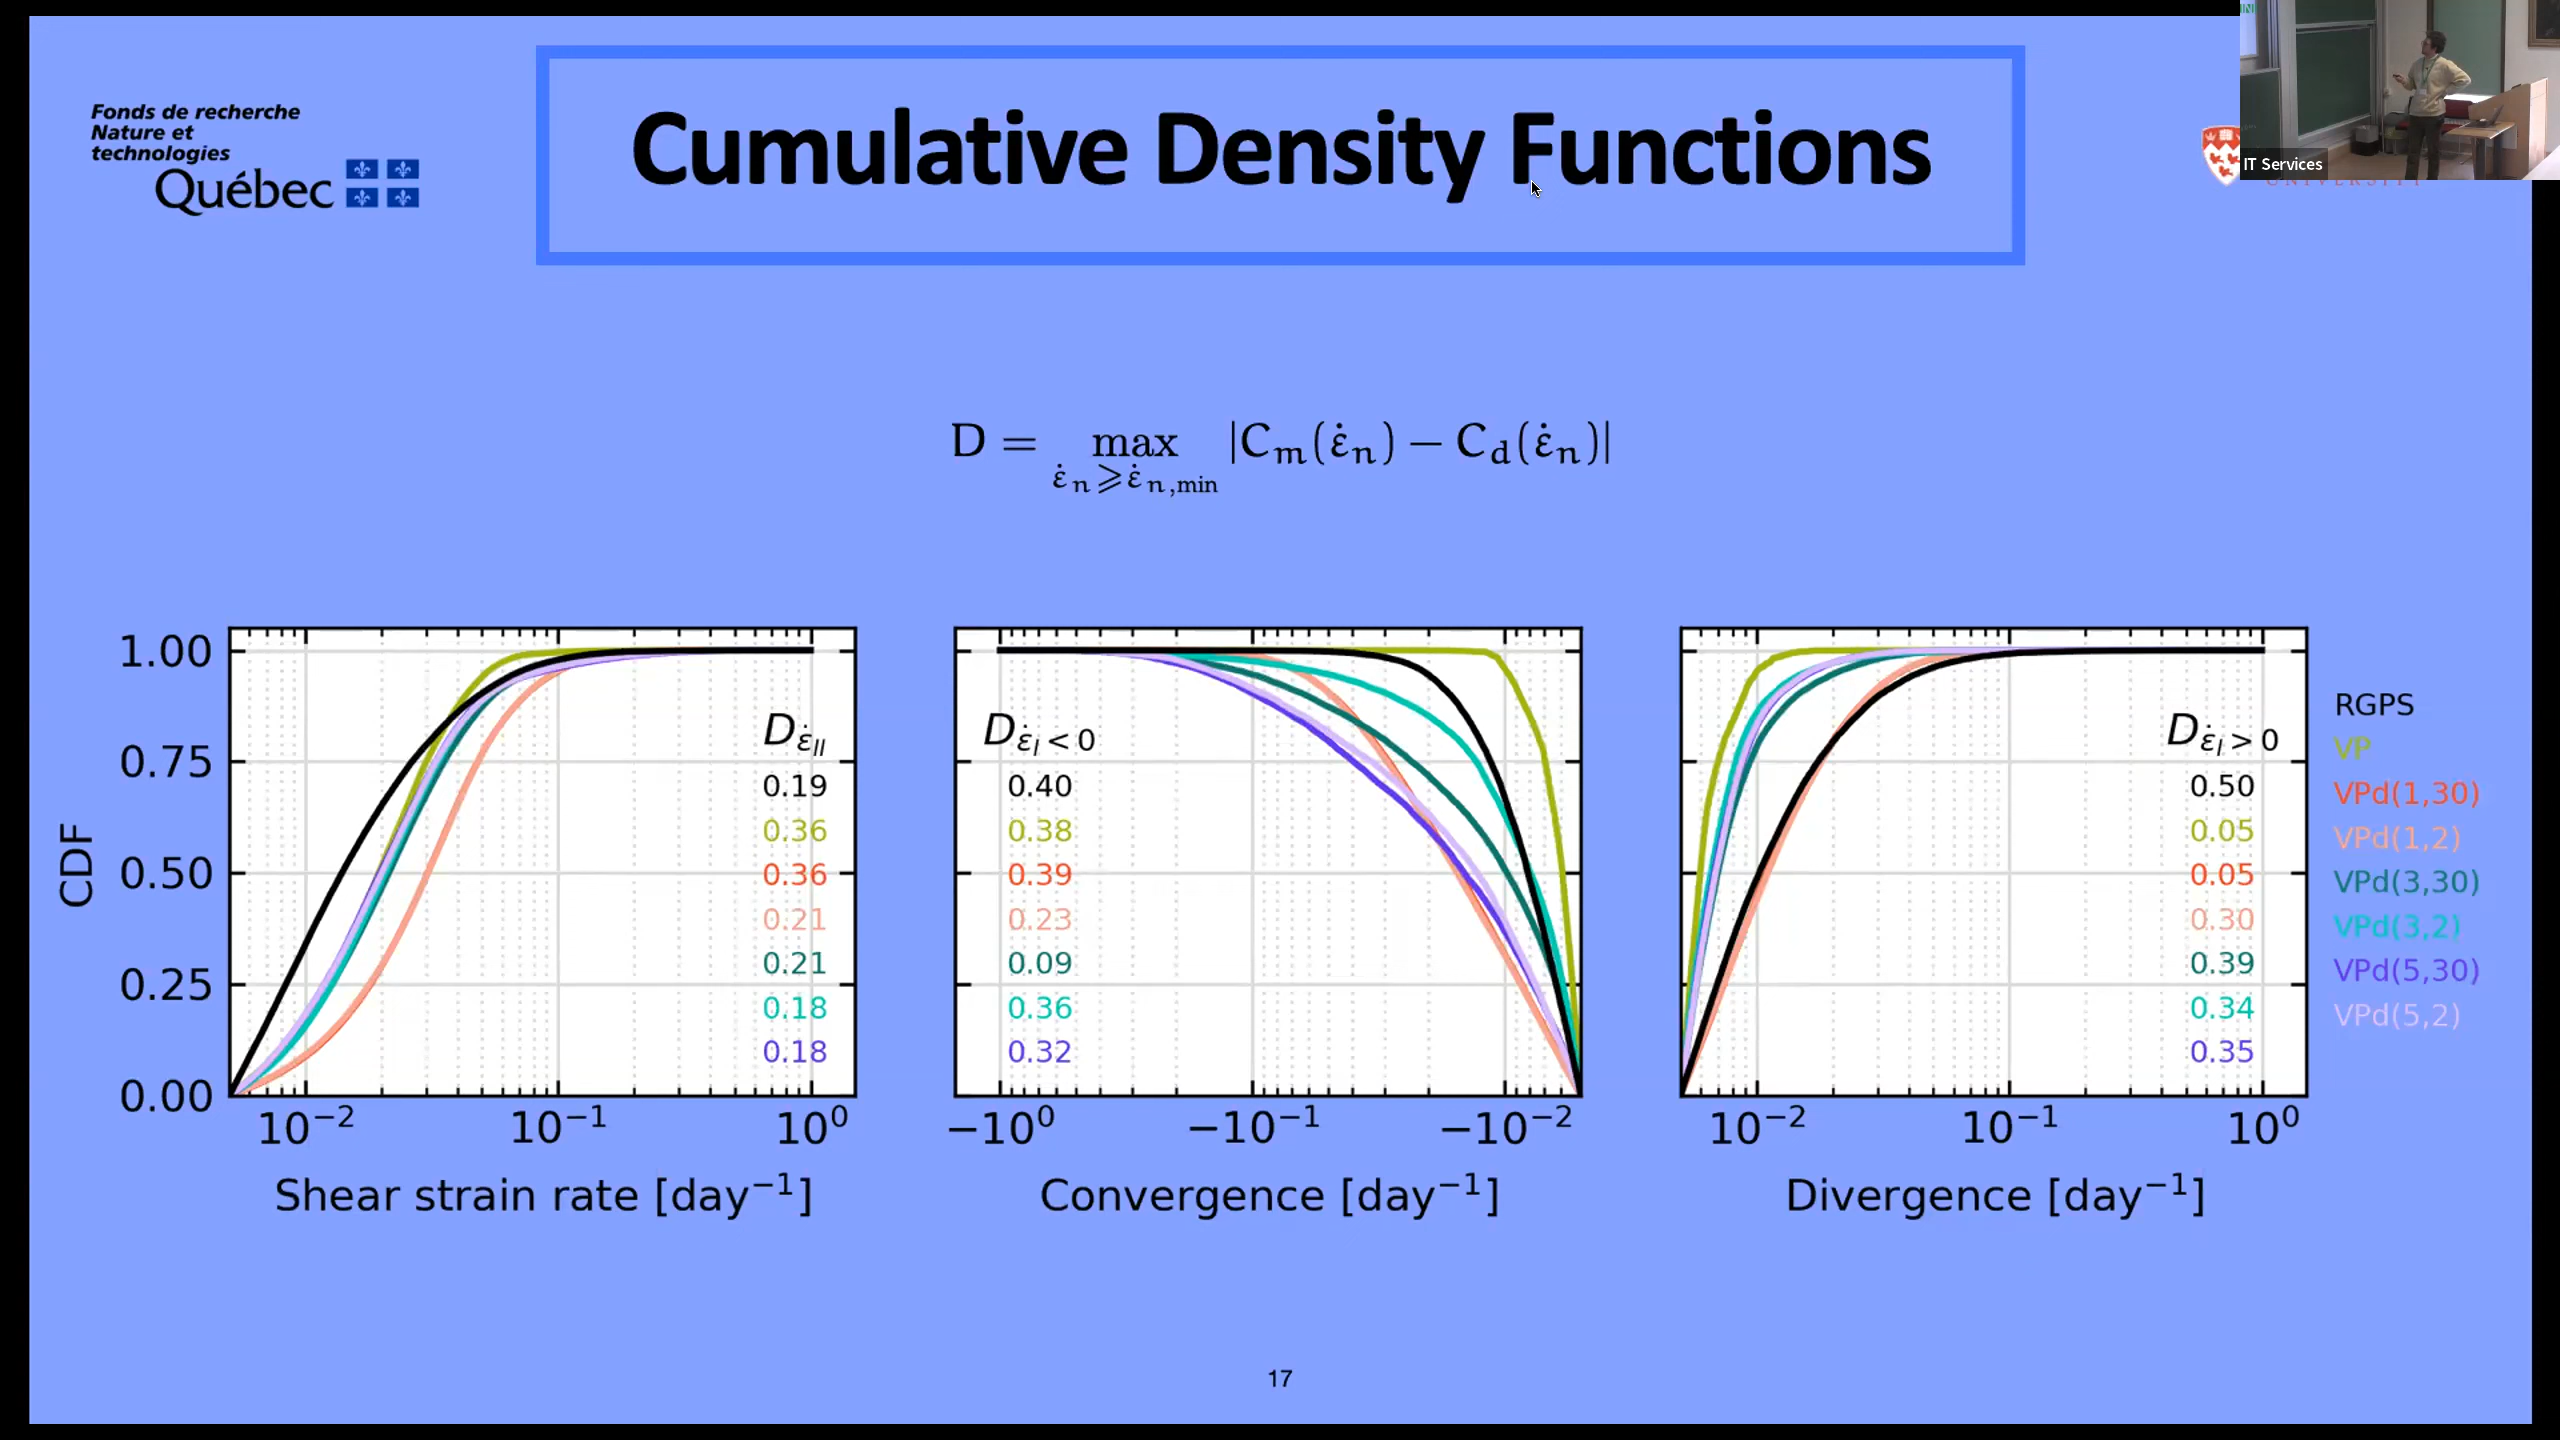 Fonds de recherche
Nature et
technologies
Québec
Cumulative Density Functions
IT Services
D = max |Cₘ(ε̇ₙ) − C_d(ε̇ₙ)|
ε̇ₙ⩾ε̇ₙ,min
CDF
1.00
0.75
0.50
0.25
0.00
D_ε̇II
0.19
0.36
0.36
0.21
0.21
0.18
0.18
10⁻² 10⁻¹ 10⁰
Shear strain rate [day⁻¹]
D_ε̇I < 0
0.40
0.38
0.39
0.23
0.09
0.36
0.32
−10⁰ −10⁻¹ −10⁻²
Convergence [day⁻¹]
D_ε̇I > 0
0.50
0.05
0.05
0.30
0.39
0.34
0.35
10⁻² 10⁻¹ 10⁰
Divergence [day⁻¹]
RGPS
VP
VPd(1,30)
VPd(1,2)
VPd(3,30)
VPd(3,2)
VPd(5,30)
VPd(5,2)
17